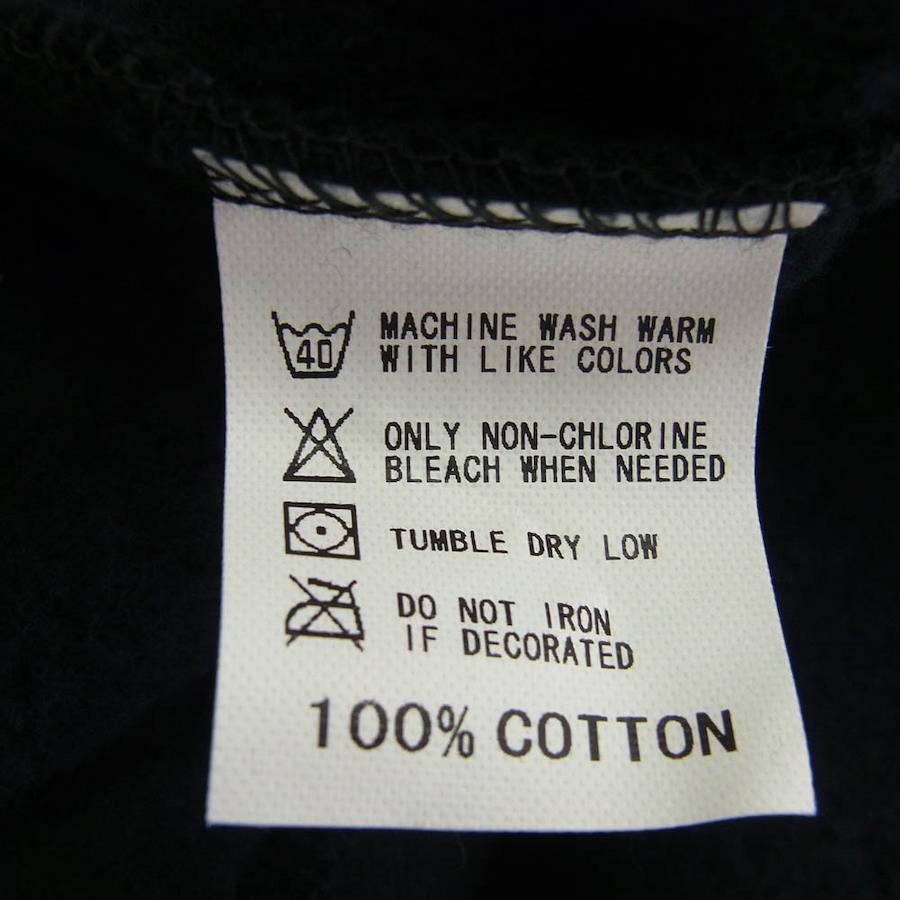 40 MACHINE WASH WARM
WITH LIKE COLORS
ONLY NON-CHLORINE
BLEACH WHEN NEEDED
TUMBLE DRY LOW
DO NOT IRON
IF DECORATED
100% COTTON